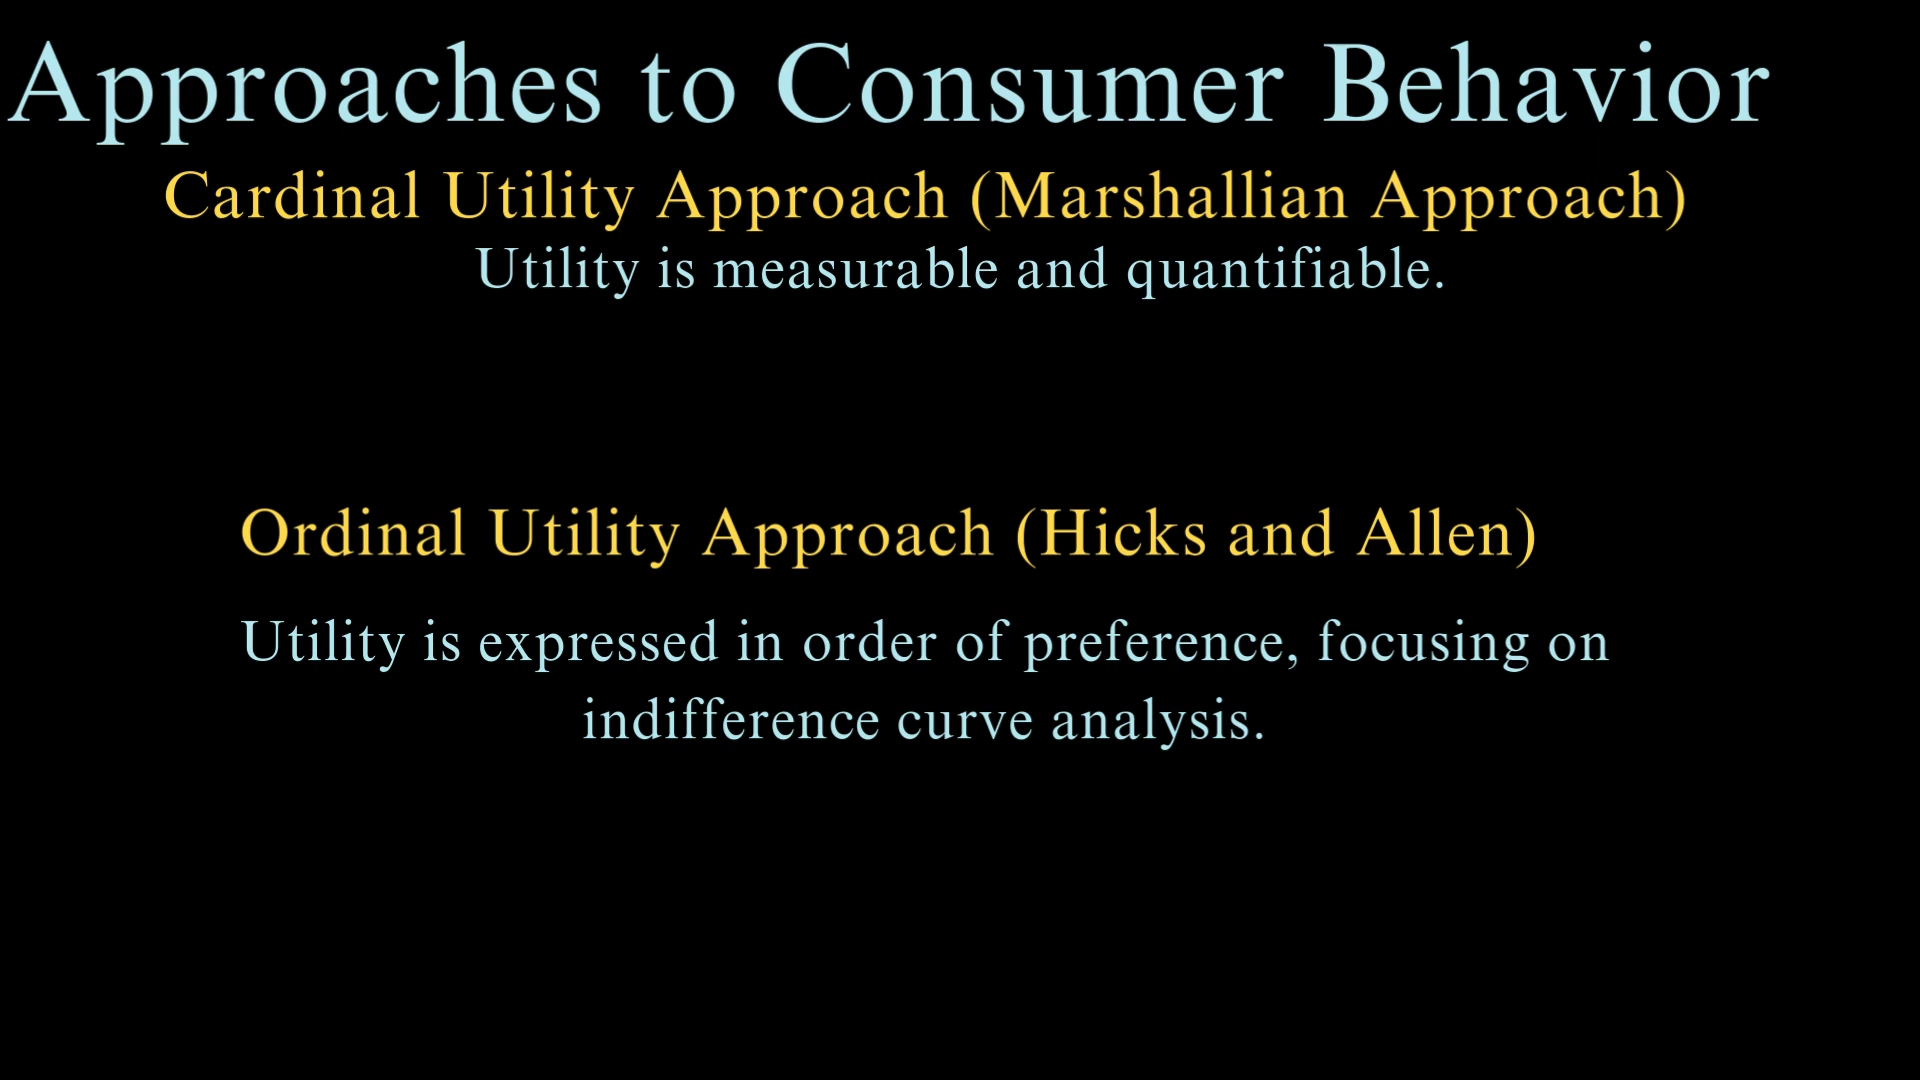 Approaches to Consumer Behavior
Cardinal Utility Approach (Marshallian Approach)
Utility is measurable and quantifiable.
Ordinal Utility Approach (Hicks and Allen)
Utility is expressed in order of preference, focusing on
indifference curve analysis.